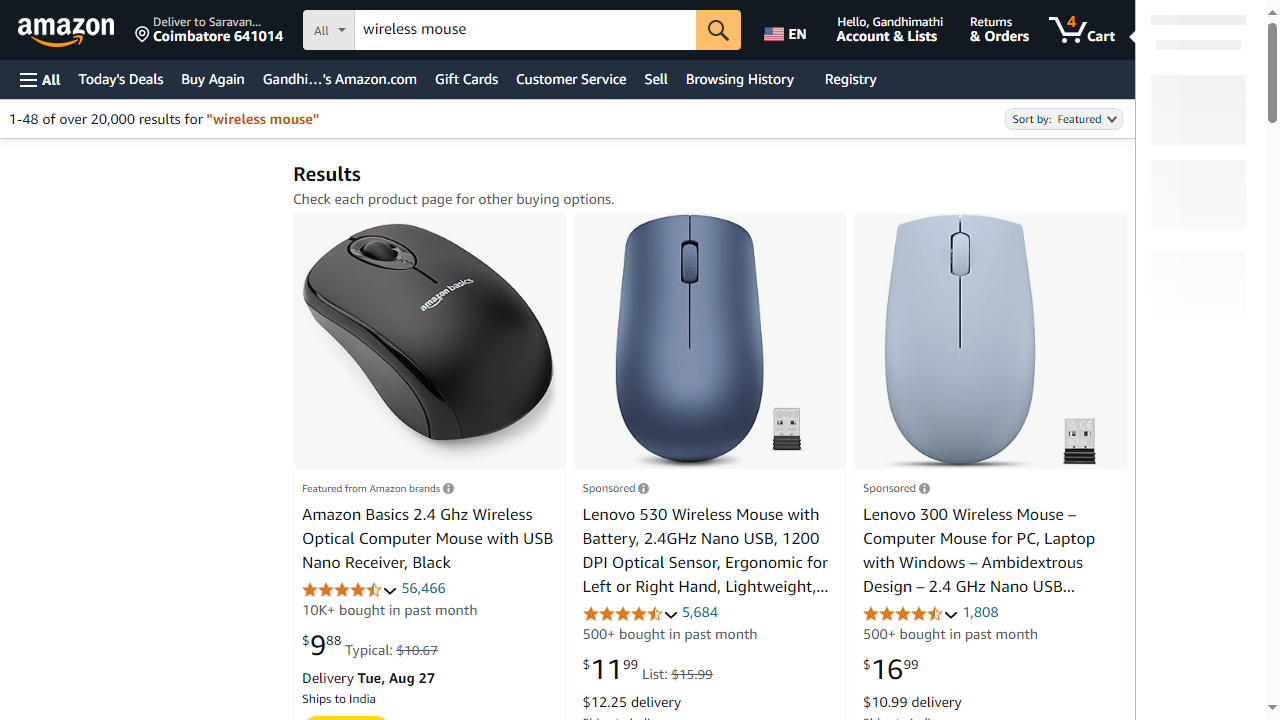 amazon
Deliver to Saravan...
Coimbatore 641014
All
wireless mouse
EN
Hello, Gandhimathi
Account & Lists
Returns
& Orders
4
Cart
All
Today's Deals
Buy Again
Gandhi...'s Amazon.com
Gift Cards
Customer Service
Sell
Browsing History
Registry
1-48 of over 20,000 results for "wireless mouse"
Sort by: Featured
Results
Check each product page for other buying options.
amazon basics
Featured from Amazon brands
Amazon Basics 2.4 Ghz Wireless
Optical Computer Mouse with USB
Nano Receiver, Black
56,466
10K+ bought in past month
$9.88 Typical: $10.67
Delivery Tue, Aug 27
Ships to India
Sponsored
Lenovo 530 Wireless Mouse with
Battery, 2.4GHz Nano USB, 1200
DPI Optical Sensor, Ergonomic for
Left or Right Hand, Lightweight,...
5,684
500+ bought in past month
$11.99 List: $15.99
$12.25 delivery
Sponsored
Lenovo 300 Wireless Mouse –
Computer Mouse for PC, Laptop
with Windows – Ambidextrous
Design – 2.4 GHz Nano USB...
1,808
500+ bought in past month
$16.99
$10.99 delivery